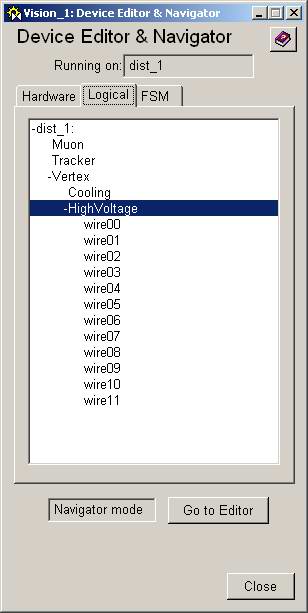 Vision_1: Device Editor & Navigator
Device Editor & Navigator
Running on: dist_1
Hardware Logical FSM
-dist_1:
Muon
Tracker
-Vertex
Cooling
-HighVoltage
wire00
wire01
wire02
wire03
wire04
wire05
wire06
wire07
wire08
wire09
wire10
wire11
Navigator mode Go to Editor
Close